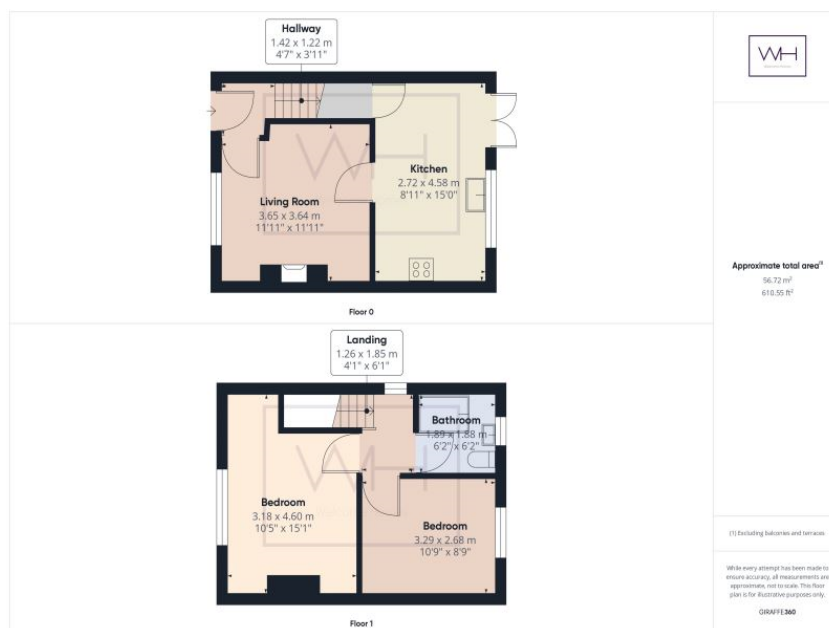 Hallway
1.42 x 1.22 m
4'7" x 3'11"
Kitchen
2.72 x 4.58 m
8'11" x 15'0"
Living Room
3.65 x 3.64 m
11'11" x 11'11"
Floor 0
Landing
1.26 x 1.85 m
4'1" x 6'1"
Bathroom
1.89 x 1.88 m
6'2" x 6'2"
Bedroom
3.18 x 4.60 m
10'5" x 15'1"
Bedroom
3.29 x 2.68 m
10'9" x 8'9"
Floor 1
WH
Approximate total area(1)
56.72 m²
610.55 ft²
(1) Excluding balconies and terraces
While every attempt has been made to
ensure accuracy, all measurements are
approximate, not to scale. This floor
plan is for illustrative purposes only.
GIRAFFE360